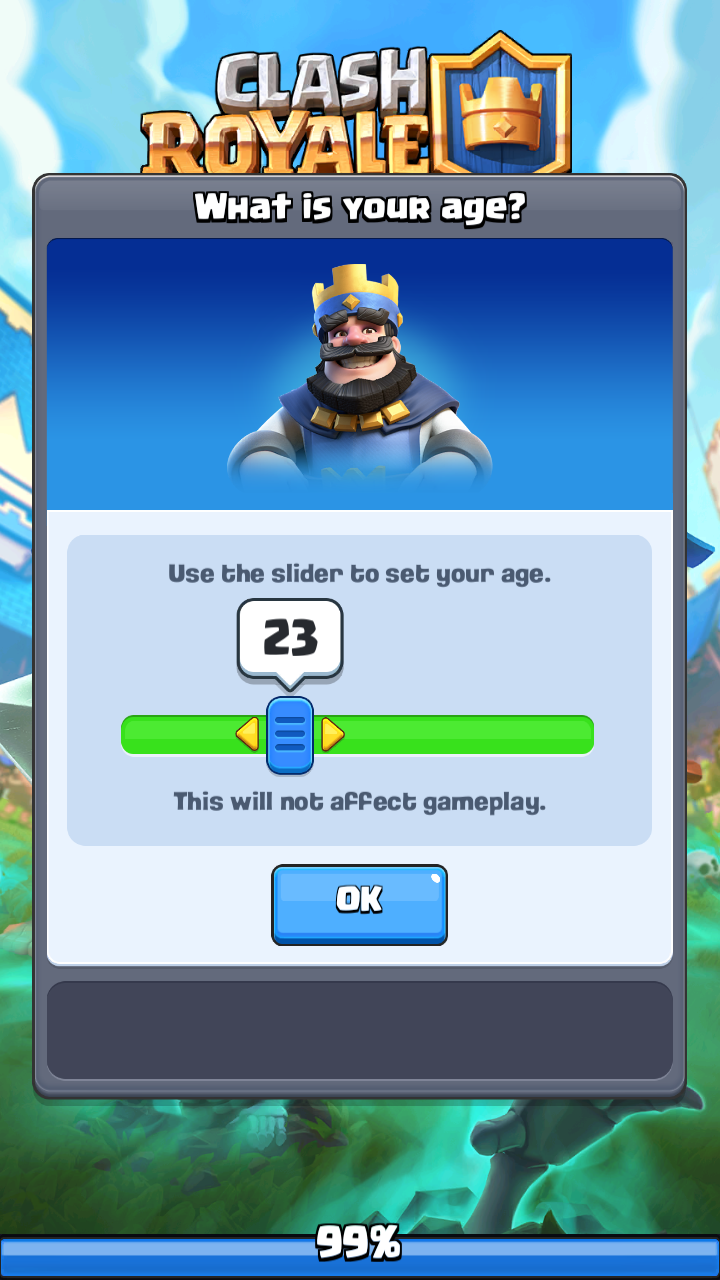 CLASH
ROYALE
What is your age?
Use the slider to set your age.
23
This will not affect gameplay.
OK
99%